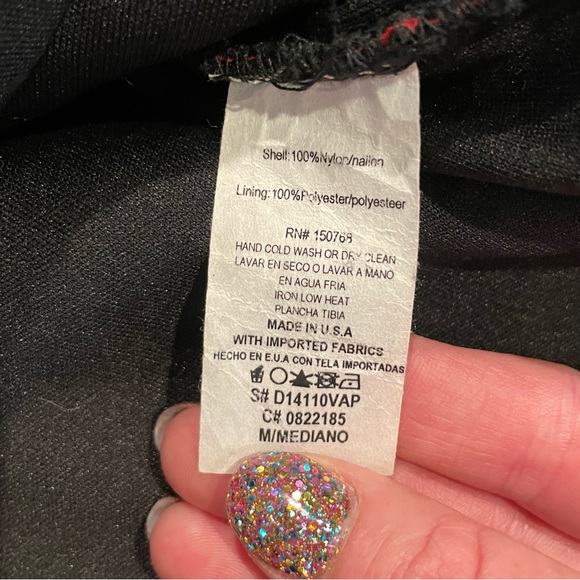 Shell:100%Nylon/nailon
Lining:100%Polyester/polyesteer
RN# 150768
HAND COLD WASH OR DRY CLEAN
LAVAR EN SECO O LAVAR A MANO
EN AGUA FRIA
IRON LOW HEAT
PLANCHA TIBIA
MADE IN U.S.A
WITH IMPORTED FABRICS
HECHO EN E.U.A CON TELA IMPORTADAS
S# D14110VAP
C# 0822185
M/MEDIANO